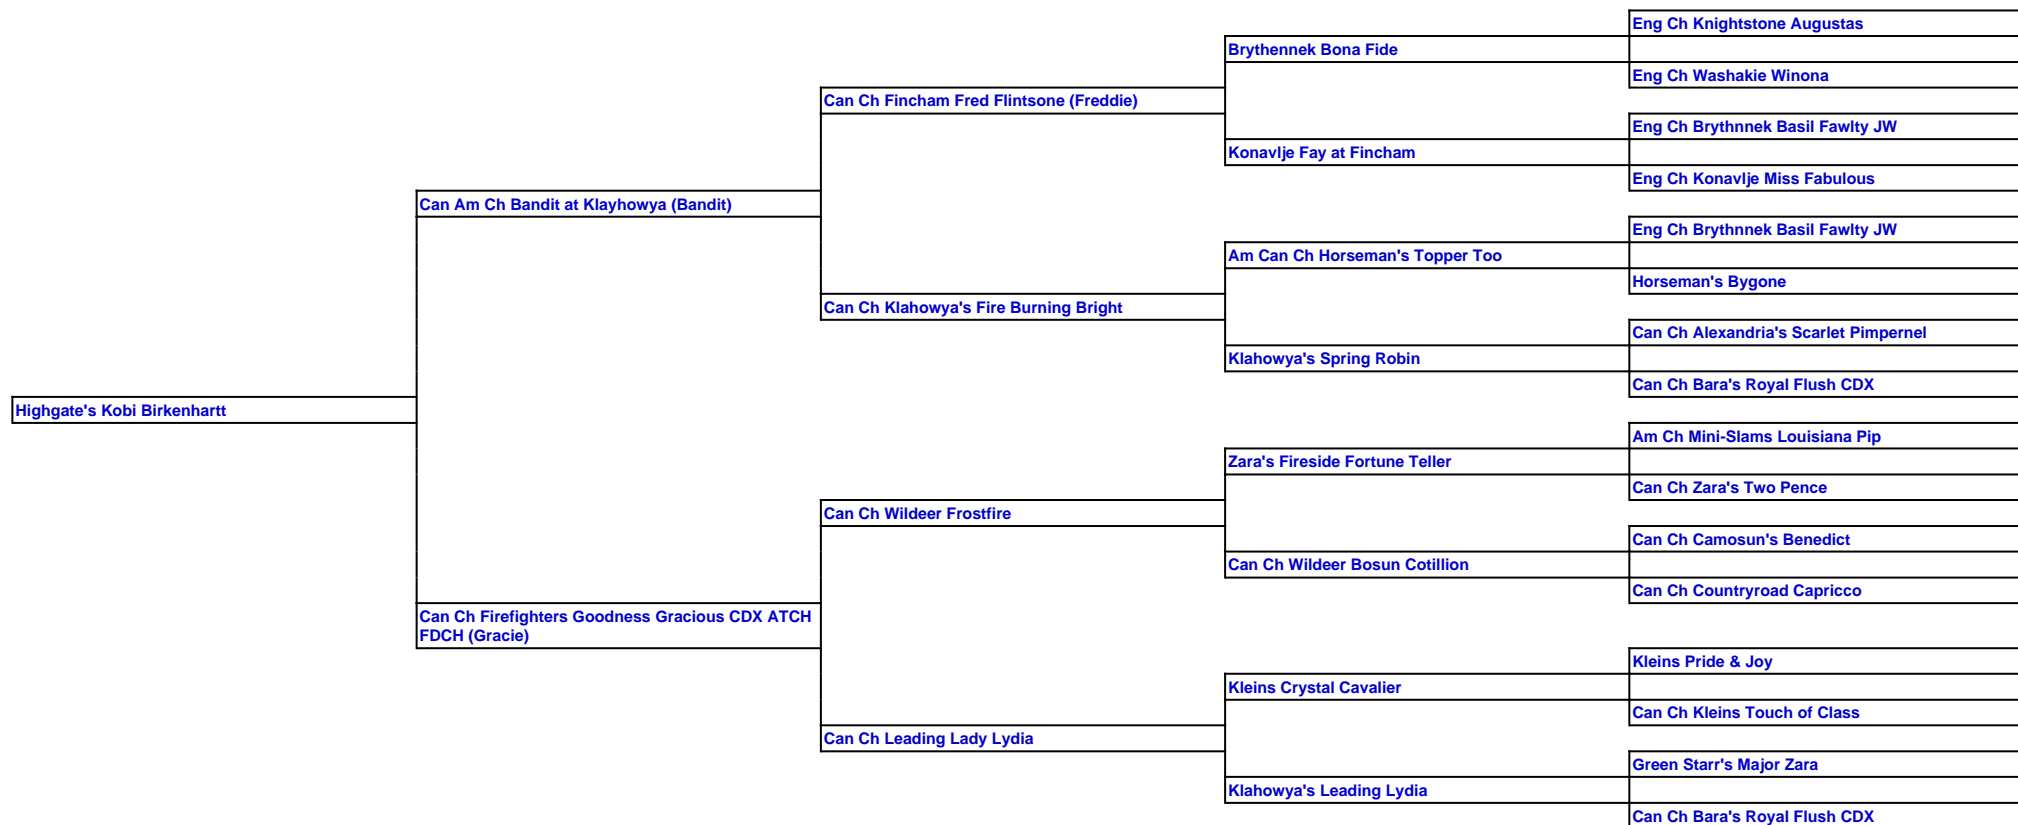 Eng Ch Knightstone Augustas
Brythennek Bona Fide
Eng Ch Washakie Winona
Can Ch Fincham Fred Flintsone (Freddie)
Eng Ch Brythnnek Basil Fawlty JW
Konavlje Fay at Fincham
Eng Ch Konavlje Miss Fabulous
Can Am Ch Bandit at Klayhowya (Bandit)
Eng Ch Brythnnek Basil Fawlty JW
Am Can Ch Horseman's Topper Too
Horseman's Bygone
Can Ch Klahowya's Fire Burning Bright
Can Ch Alexandria's Scarlet Pimpernel
Klahowya's Spring Robin
Can Ch Bara's Royal Flush CDX
Highgate's Kobi Birkenhartt
Am Ch Mini-Slams Louisiana Pip
Zara's Fireside Fortune Teller
Can Ch Zara's Two Pence
Can Ch Wildeer Frostfire
Can Ch Camosun's Benedict
Can Ch Wildeer Bosun Cotillion
Can Ch Countryroad Capricco
Can Ch Firefighters Goodness Gracious CDX ATCH
FDCH (Gracie)
Kleins Pride & Joy
Kleins Crystal Cavalier
Can Ch Kleins Touch of Class
Can Ch Leading Lady Lydia
Green Starr's Major Zara
Klahowya's Leading Lydia
Can Ch Bara's Royal Flush CDX